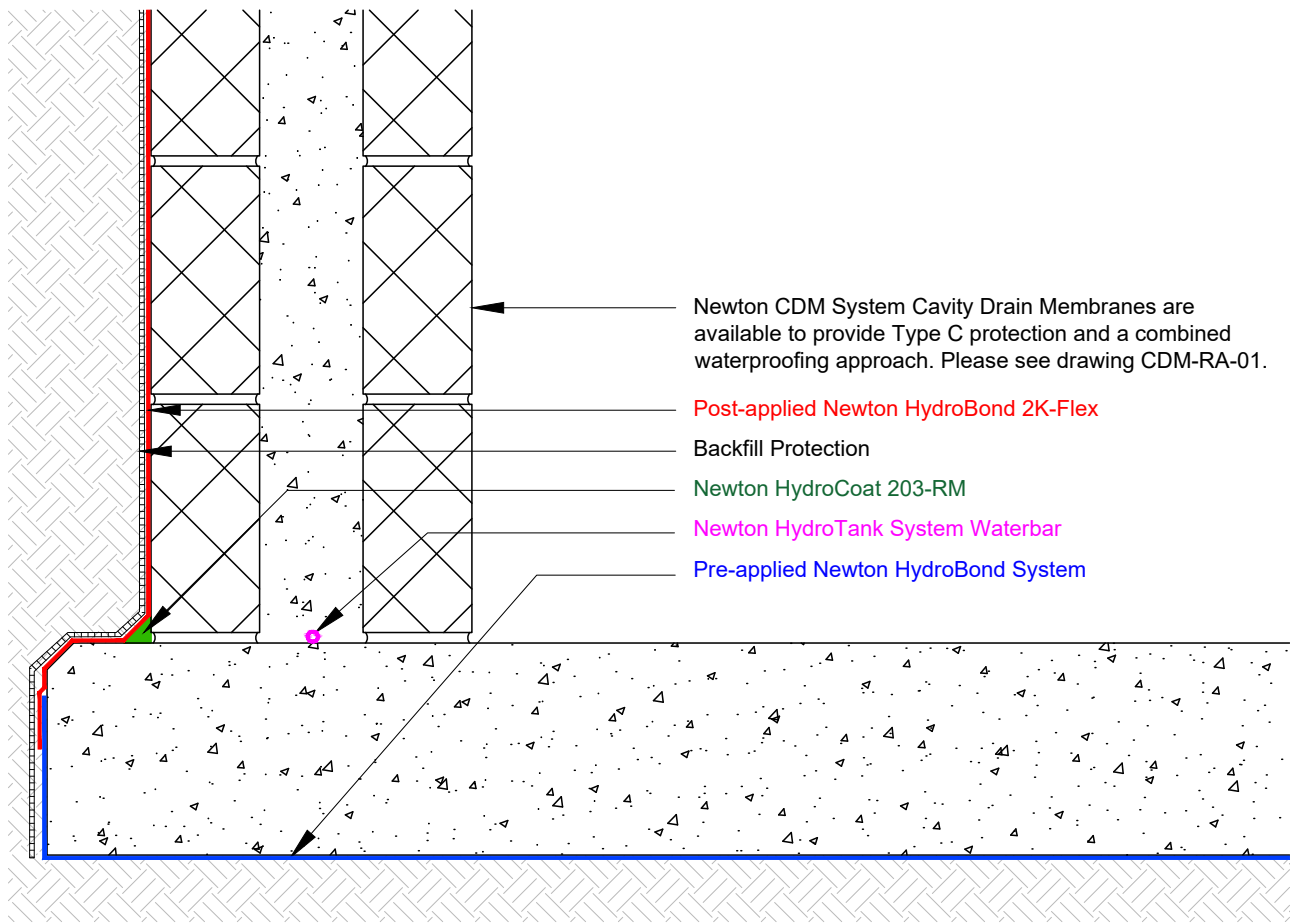 Newton CDM System Cavity Drain Membranes are
available to provide Type C protection and a combined
waterproofing approach. Please see drawing CDM-RA-01.
Post-applied Newton HydroBond 2K-Flex
Backfill Protection
Newton HydroCoat 203-RM
Newton HydroTank System Waterbar
Pre-applied Newton HydroBond System